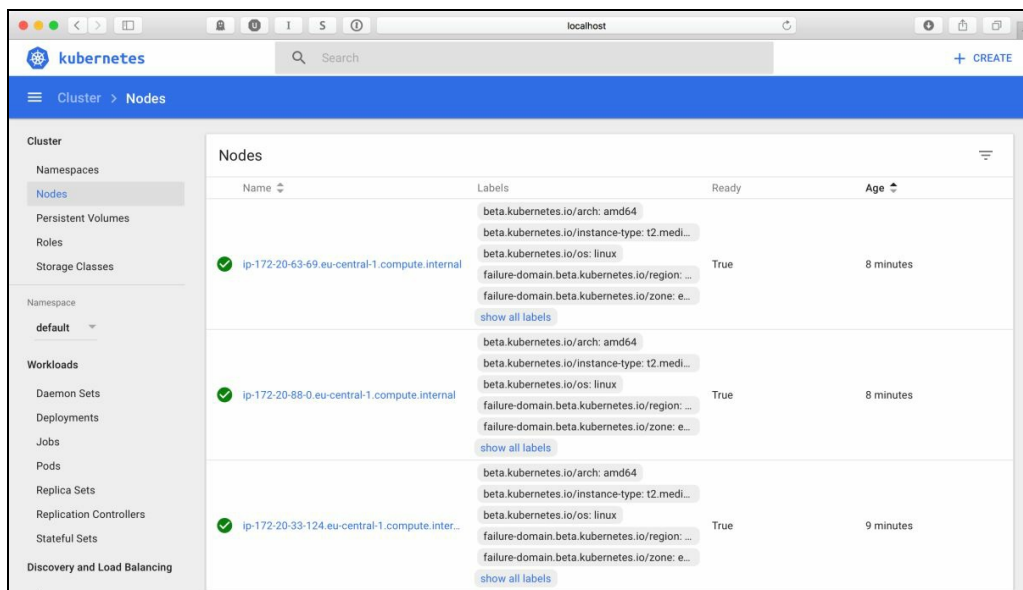 localhost
kubernetes
Search
+ CREATE
Cluster > Nodes
Cluster
Namespaces
Nodes
Persistent Volumes
Roles
Storage Classes
Namespace
default
Workloads
Daemon Sets
Deployments
Jobs
Pods
Replica Sets
Replication Controllers
Stateful Sets
Discovery and Load Balancing
Nodes
Name Labels Ready Age
beta.kubernetes.io/arch: amd64
beta.kubernetes.io/instance-type: t2.medi...
beta.kubernetes.io/os: linux
ip-172-20-63-69.eu-central-1.compute.internal True 8 minutes
failure-domain.beta.kubernetes.io/region: ...
failure-domain.beta.kubernetes.io/zone: e...
show all labels
beta.kubernetes.io/arch: amd64
beta.kubernetes.io/instance-type: t2.medi...
beta.kubernetes.io/os: linux
ip-172-20-88-0.eu-central-1.compute.internal True 8 minutes
failure-domain.beta.kubernetes.io/region: ...
failure-domain.beta.kubernetes.io/zone: e...
show all labels
beta.kubernetes.io/arch: amd64
beta.kubernetes.io/instance-type: t2.medi...
beta.kubernetes.io/os: linux
ip-172-20-33-124.eu-central-1.compute.inter... True 9 minutes
failure-domain.beta.kubernetes.io/region: ...
failure-domain.beta.kubernetes.io/zone: e...
show all labels